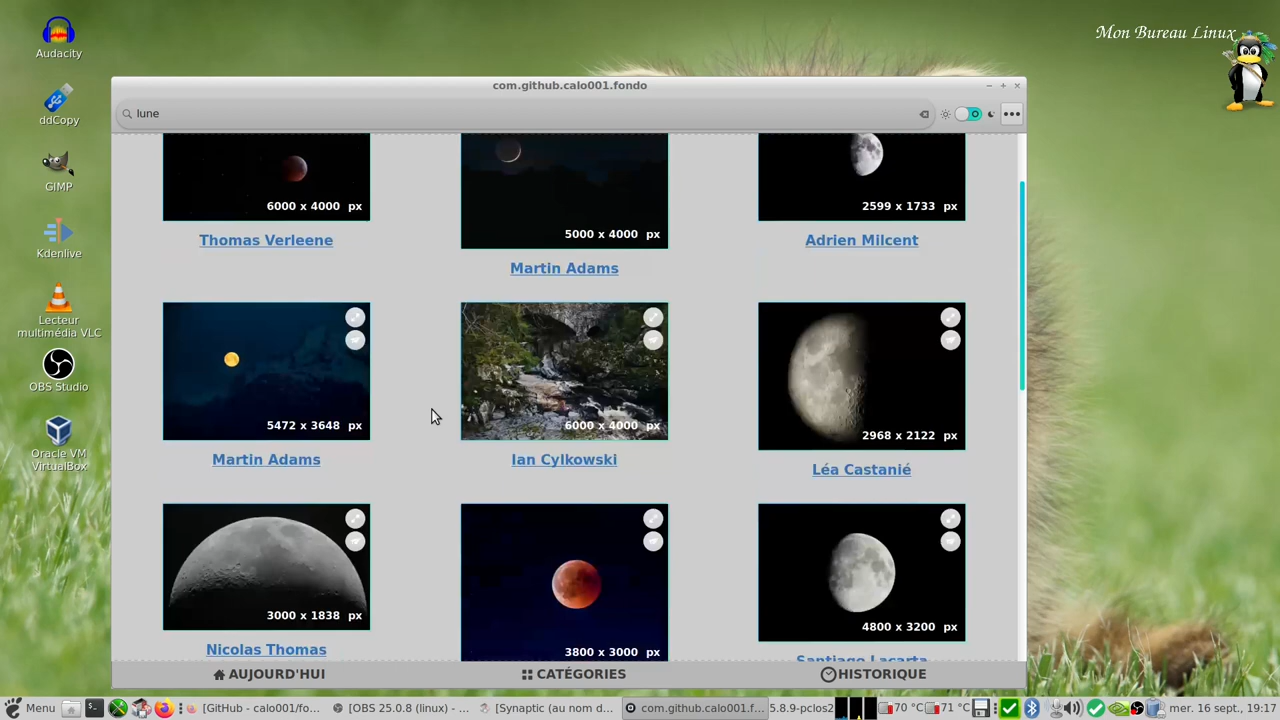 Mon Bureau Linux
Audacity
ddCopy
GIMP
Kdenlive
Lecteur
multimédia VLC
OBS Studio
Oracle VM
VirtualBox
com.github.calo001.fondo
lune
6000 x 4000 px
Thomas Verleene
5000 x 4000 px
Martin Adams
2599 x 1733 px
Adrien Milcent
5472 x 3648 px
Martin Adams
6000 x 4000 px
Ian Cylkowski
2968 x 2122 px
Léa Castanié
3000 x 1838 px
Nicolas Thomas
3800 x 3000 px
4800 x 3200 px
Santiago Lacarta
AUJOURD'HUI
CATÉGORIES
HISTORIQUE
Menu
[GitHub - calo001/fo...
[OBS 25.0.8 (linux) - ...
[Synaptic (au nom d...
com.github.calo001.f...
5.8.9-pclos2
70 °C
71 °C
mer. 16 sept., 19:17